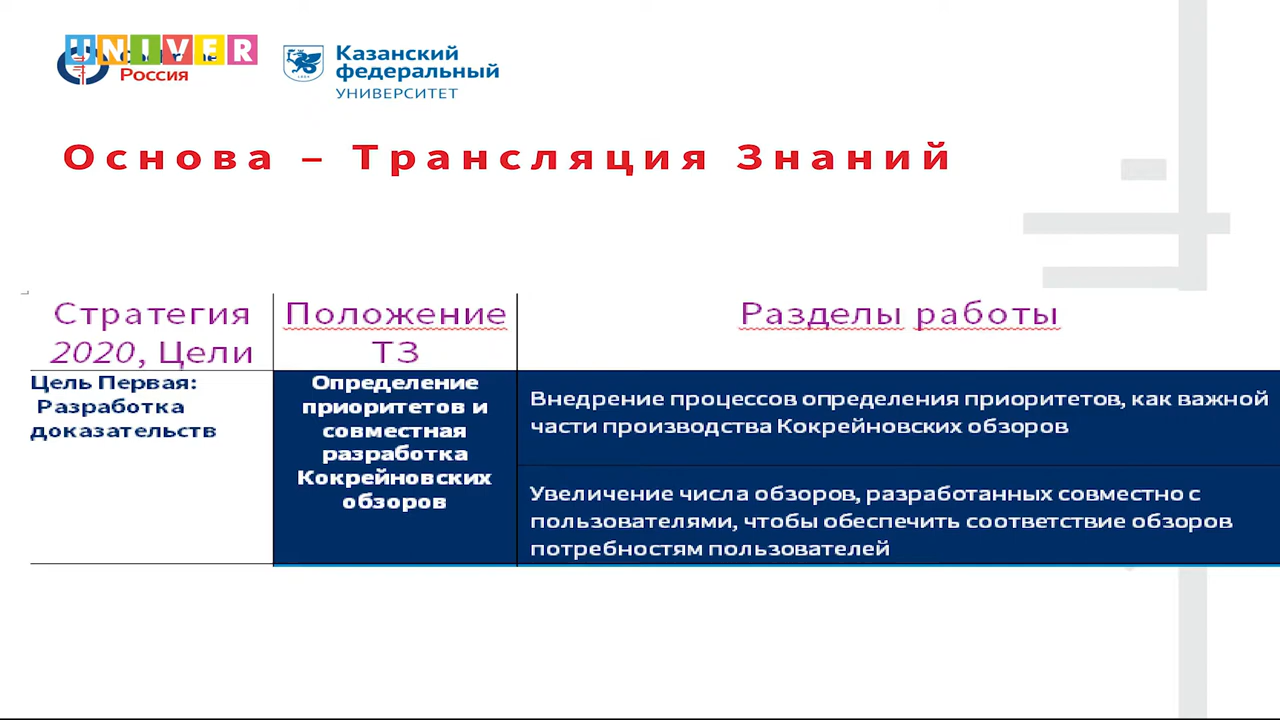 UNIVER
Россия
Казанский
федеральный
УНИВЕРСИТЕТ
Основа – Трансляция Знаний
Стратегия
2020, Цели
Положение
ТЗ
Разделы работы
Цель Первая:
Разработка
доказательств
Определение
приоритетов и
совместная
разработка
Кокрейновских
обзоров
Внедрение процессов определения приоритетов, как важной
части производства Кокрейновских обзоров
Увеличение числа обзоров, разработанных совместно с
пользователями, чтобы обеспечить соответствие обзоров
потребностям пользователей